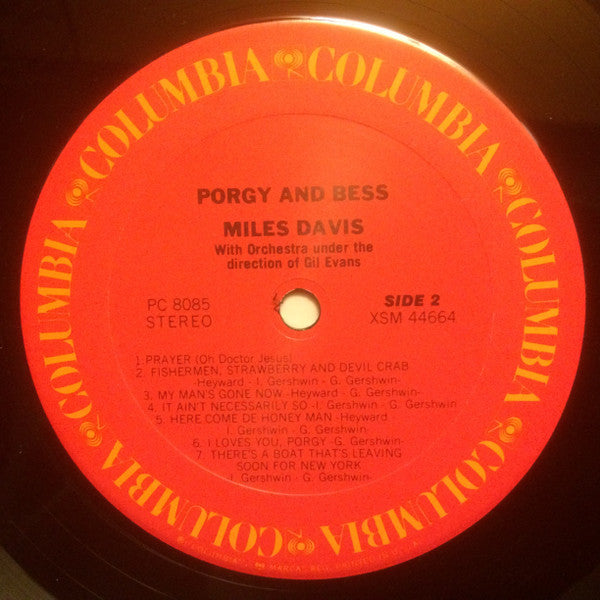 COLUMBIA COLUMBIA COLUMBIA COLUMBIA COLUMBIA COLUMBIA
PORGY AND BESS
MILES DAVIS
With Orchestra under the
direction of Gil Evans
PC 8085
STEREO
SIDE 2
XSM 44664
1. PRAYER (Oh Doctor Jesus)
2. FISHERMEN, STRAWBERRY AND DEVIL CRAB
-Heyward - I. Gershwin - G. Gershwin-
3. MY MAN'S GONE NOW -Heyward - G. Gershwin-
4. IT AIN'T NECESSARILY SO -I. Gershwin - G. Gershwin-
5. HERE COME DE HONEY MAN -Heyward -
I. Gershwin - G. Gershwin-
6. I LOVES YOU, PORGY -G. Gershwin-
7. THERE'S A BOAT THAT'S LEAVING
SOON FOR NEW YORK
-I. Gershwin - G. Gershwin-